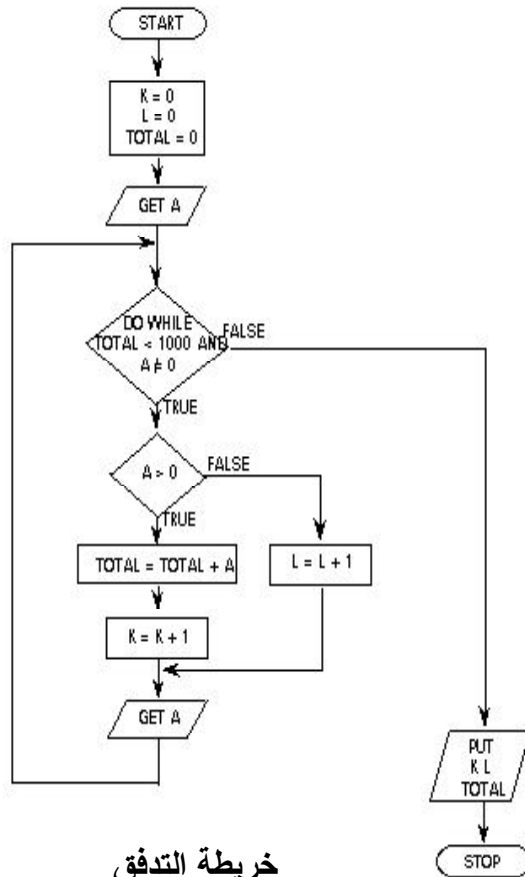 START
K = 0
L = 0
TOTAL = 0
GET A
DO WHILE
TOTAL < 1000 AND
A ≠ 0
FALSE
TRUE
A > 0
FALSE
TRUE
TOTAL = TOTAL + A
L = L + 1
K = K + 1
GET A
PUT
K L
TOTAL
STOP
خريطة التدفق